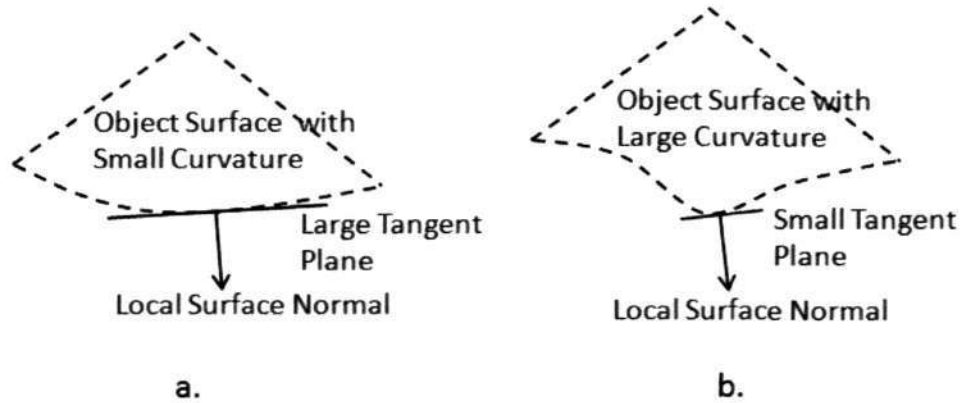 Object Surface with
Small Curvature
Large Tangent
Plane
Local Surface Normal
a.
Object Surface with
Large Curvature
Small Tangent
Plane
Local Surface Normal
b.